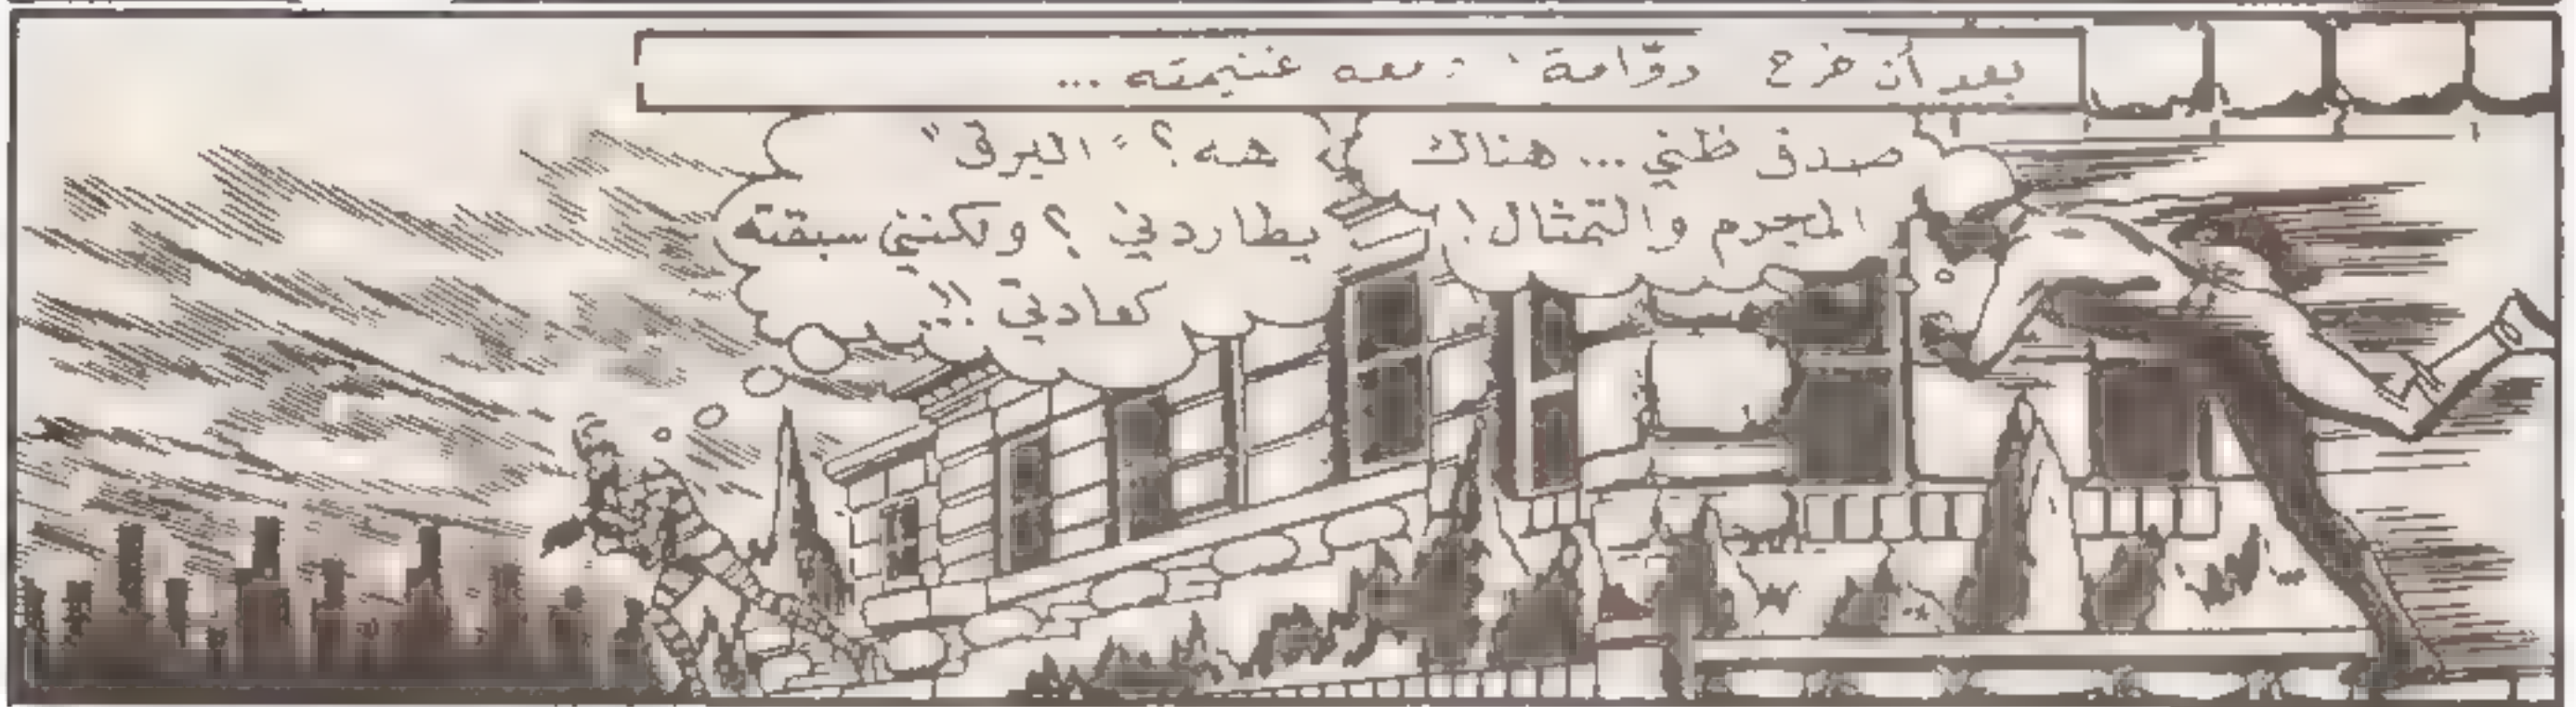 بعد أن خرج دوّامة معه غنيمته ...
صدق ظني ... هناك
المجرم والتمثال !
هه ؟ " البرق "
يطاردني ؟ ولكنني سبقته
كعادتي !!